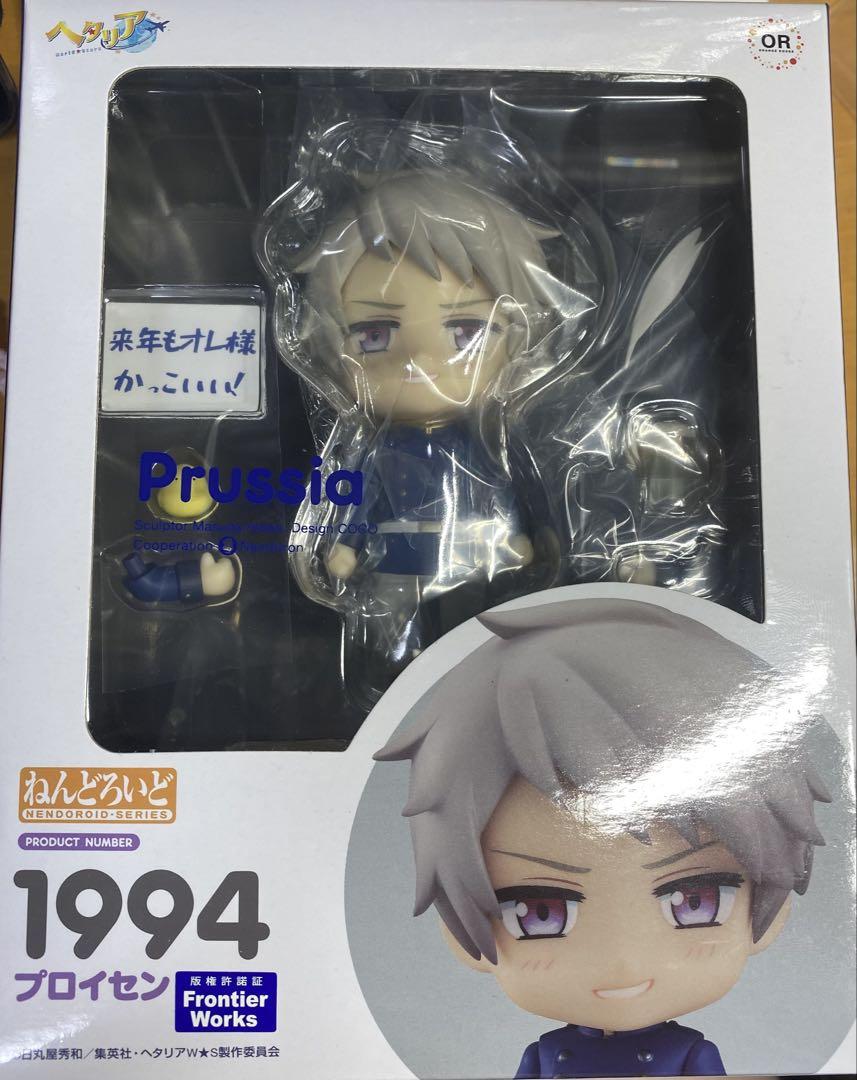 ヘタリア
World★Stars
OR
ORANGE ROUGE
来年もオレ様
かっこいい!
Prussia
Sculptor Design COCO
Cooperation Nendoron
ねんどろいど
NENDOROID・SERIES
PRODUCT NUMBER
1994
プロイセン
版権許諾証
Frontier
Works
日丸屋秀和/集英社・ヘタリアW★S製作委員会